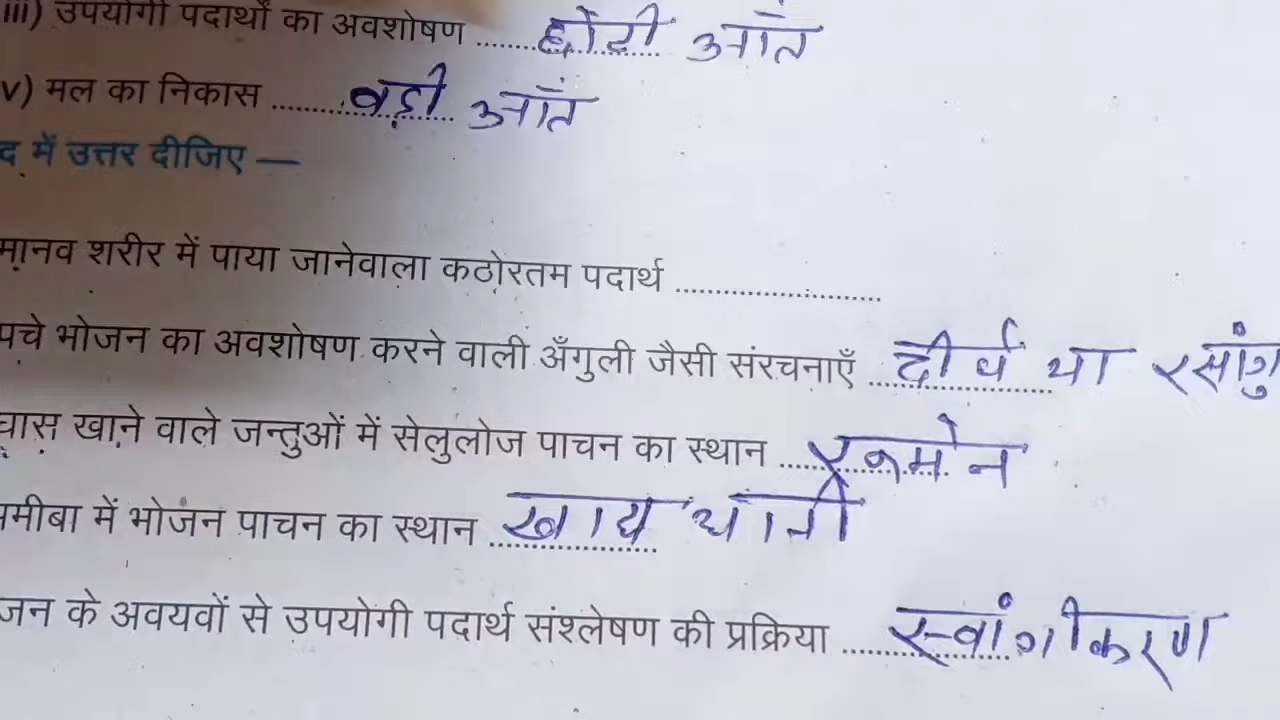 iii) उपयोगी पदार्थों का अवशोषण ........ छोटी आँत
v) मल का निकास ........ बड़ी आँत
द में उत्तर दीजिए —
मानव शरीर में पाया जानेवाला कठोरतम पदार्थ ........
पचे भोजन का अवशोषण करने वाली अँगुली जैसी संरचनाएँ ........ दीर्घ या रसांगु
घास खाने वाले जन्तुओं में सेलुलोज पाचन का स्थान ........ रूमेन
मीबा में भोजन पाचन का स्थान ........ खाद्य धानी
जन के अवयवों से उपयोगी पदार्थ संश्लेषण की प्रक्रिया ........ स्वांगीकरण